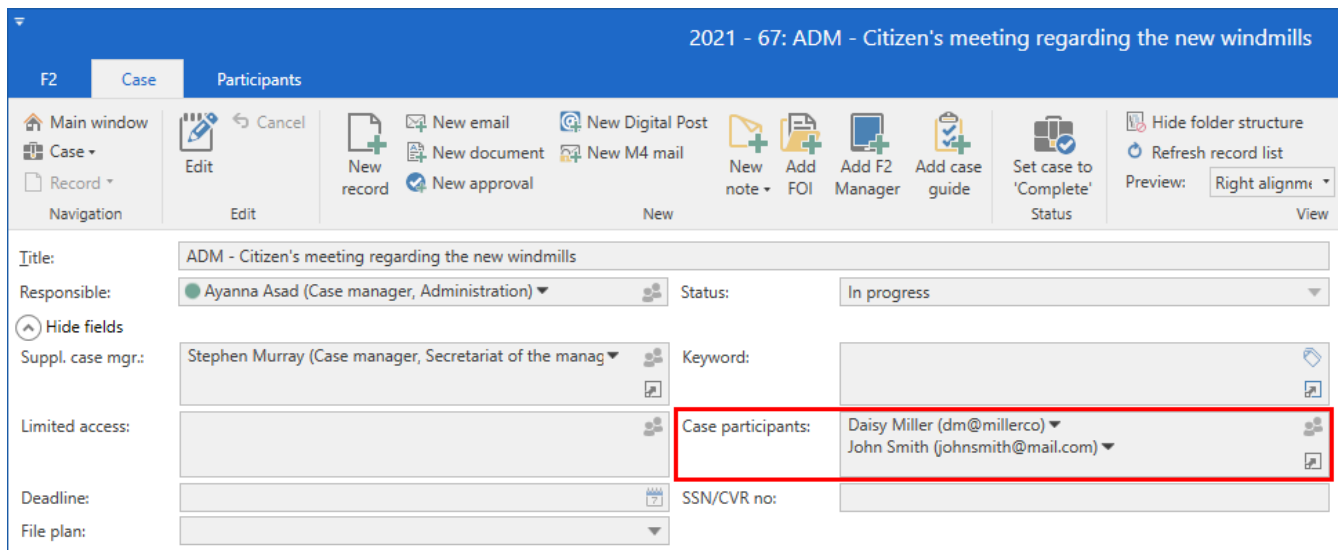 2021 - 67: ADM - Citizen's meeting regarding the new windmills
F2 Case Participants
Main window
Case
Record
Navigation
Edit
Cancel
Edit
New record
New email
New document
New approval
New Digital Post
New M4 mail
New note
Add FOI
Add F2 Manager
Add case guide
New
Set case to 'Complete'
Status
Hide folder structure
Refresh record list
Preview: Right alignme
View
Title: ADM - Citizen's meeting regarding the new windmills
Responsible: Ayanna Asad (Case manager, Administration) Status: In progress
Hide fields
Suppl. case mgr.: Stephen Murray (Case manager, Secretariat of the manag Keyword:
Limited access: Case participants: Daisy Miller (dm@millerco)
John Smith (johnsmith@mail.com)
Deadline: 7 SSN/CVR no:
File plan: